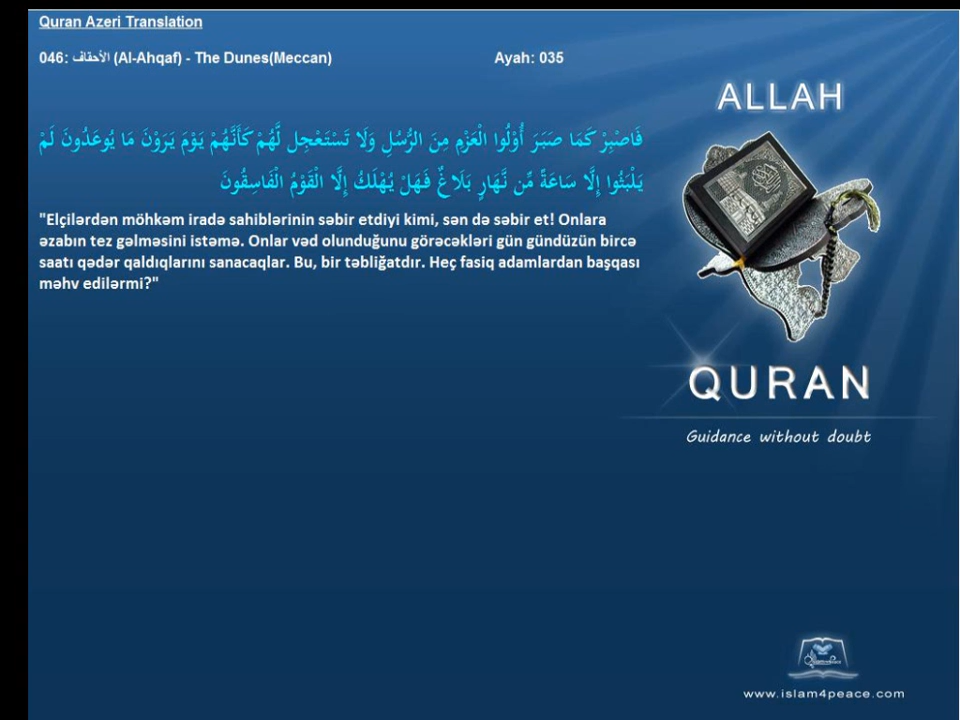 Quran Azeri Translation
046: الأحقاف (Al-Ahqaf) - The Dunes(Meccan) Ayah: 035
فَاصْبِرْ كَمَا صَبَرَ أُوْلُوا الْعَزْمِ مِنَ الرُّسُلِ وَلَا تَسْتَعْجِل لَّهُمْ كَأَنَّهُمْ يَوْمَ يَرَوْنَ مَا يُوعَدُونَ لَمْ
يَلْبَثُوا إِلَّا سَاعَةً مِّن نَّهَارٍ بَلَاغٌ فَهَلْ يُهْلَكُ إِلَّا الْقَوْمُ الْفَاسِقُونَ
"Elçilərdən möhkəm iradə sahiblərinin səbir etdiyi kimi, sən də səbir et! Onlara
əzabın tez gəlməsini istəmə. Onlar vəd olunduğunu görəcəkləri gün gündüzün bircə
saatı qədər qaldıqlarını sanacaqlar. Bu, bir təbliğatdır. Heç fasiq adamlardan başqası
məhv edilərmi?"
ALLAH
QURAN
Guidance without doubt
www.islam4peace.com